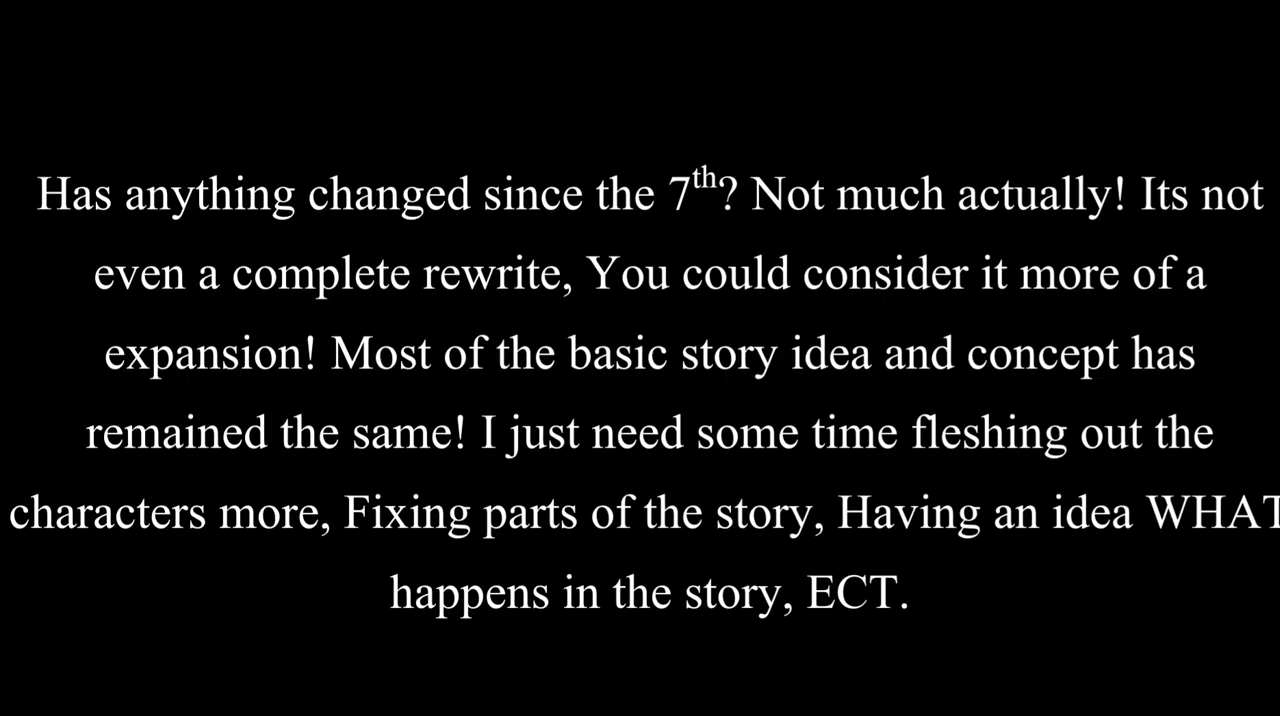 Has anything changed since the 7th? Not much actually! Its not
even a complete rewrite, You could consider it more of a
expansion! Most of the basic story idea and concept has
remained the same! I just need some time fleshing out the
characters more, Fixing parts of the story, Having an idea WHAT
happens in the story, ECT.